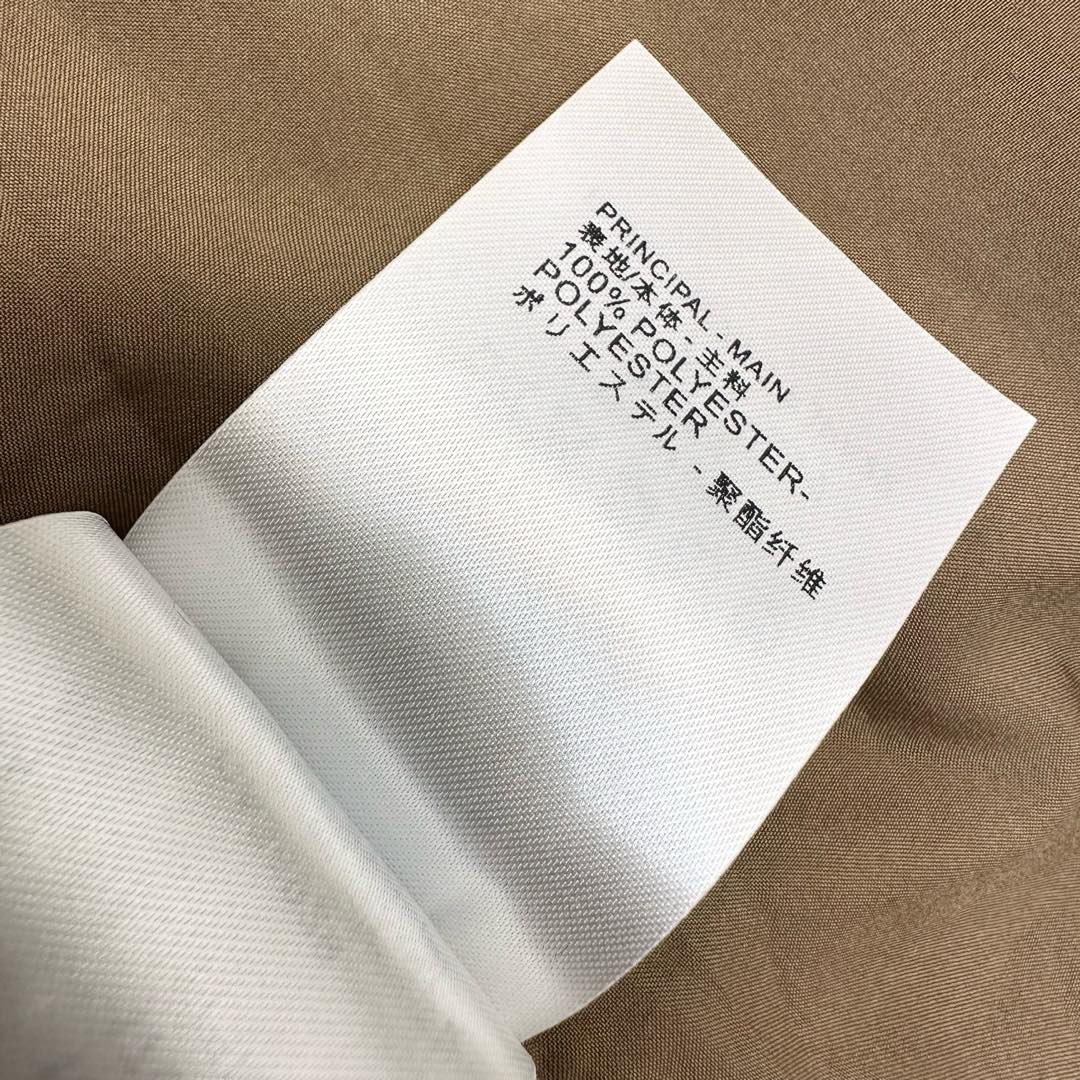 PRINCIPAL - MAIN
表地/本体 - 主料
100% POLYESTER-
POLYESTER
ポリエステル - 聚酯纤维